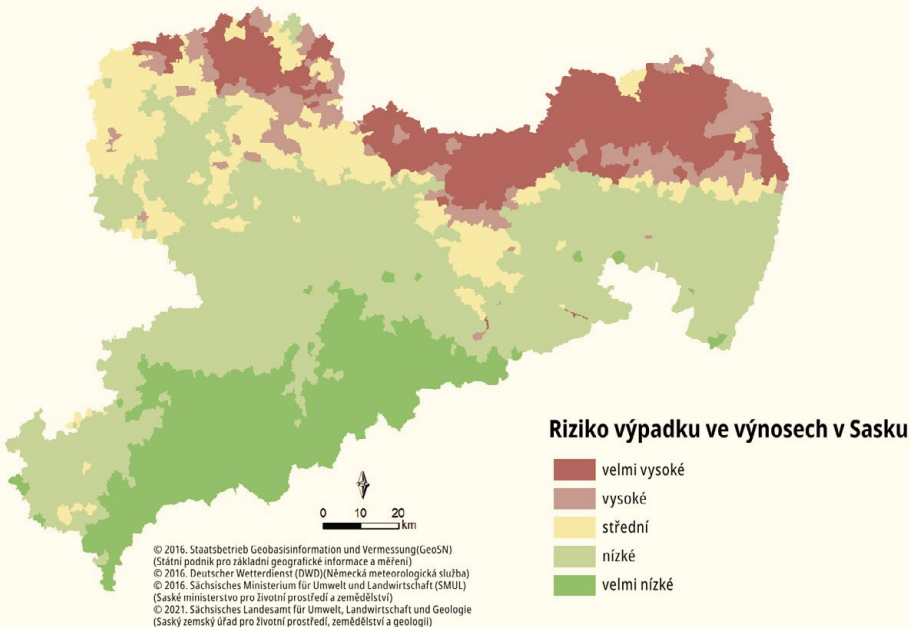 Riziko výpadku ve výnosech v Sasku
velmi vysoké
vysoké
střední
nízké
velmi nízké
0 10 20
km
© 2016. Staatsbetrieb Geobasisinformation und Vermessung(GeoSN)
(Státní podnik pro základní geografické informace a měření)
© 2016. Deutscher Wetterdienst (DWD)(Německá meteorologická služba)
© 2016. Sächsisches Ministerium für Umwelt und Landwirtschaft (SMUL)
(Saské ministerstvo pro životní prostředí a zemědělství)
© 2021. Sächsisches Landesamt für Umwelt, Landwirtschaft und Geologie
(Saský zemský úřad pro životní prostředí, zemědělství a geologii)